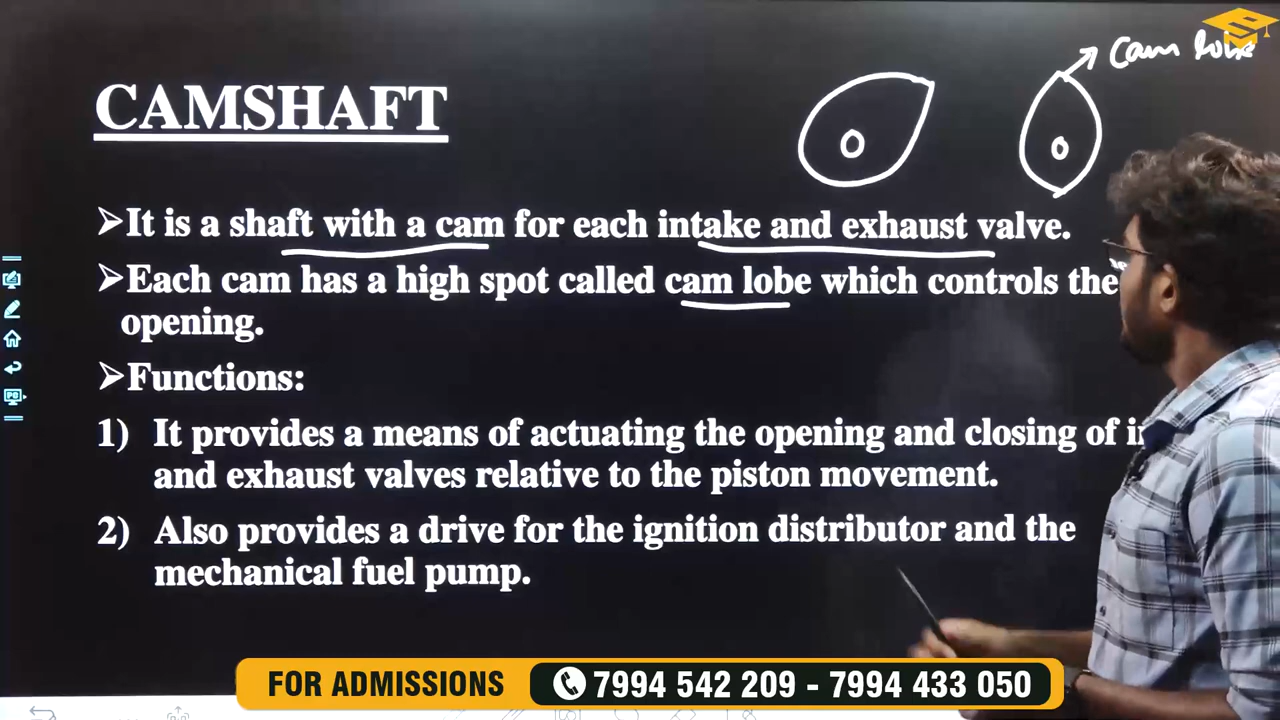 Cam lobe
CAMSHAFT
➢It is a shaft with a cam for each intake and exhaust valve.
➢Each cam has a high spot called cam lobe which controls the
opening.
➢Functions:
1) It provides a means of actuating the opening and closing of
and exhaust valves relative to the piston movement.
2) Also provides a drive for the ignition distributor and the
mechanical fuel pump.
FOR ADMISSIONS 7994 542 209 - 7994 433 050